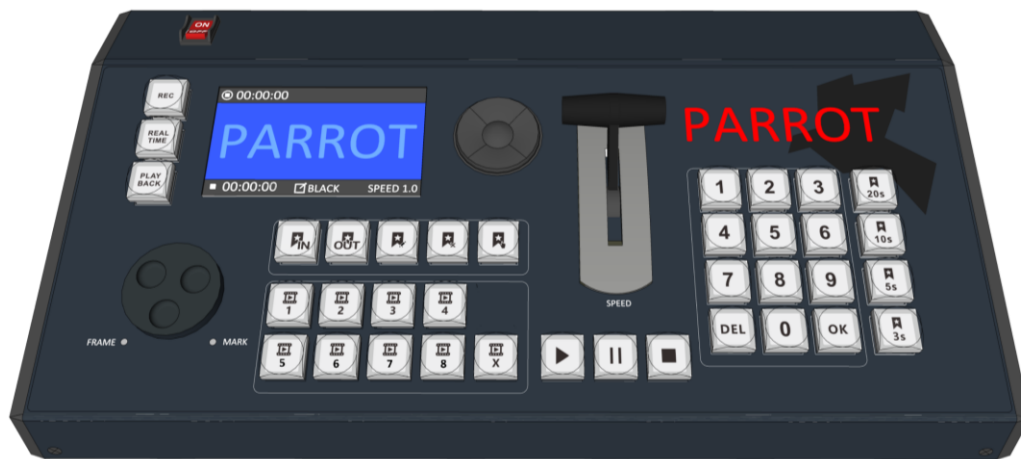 ON
OFF
REC
REAL
TIME
PLAY
BACK
00:00:00
PARROT
00:00:00 BLACK SPEED 1.0
PARROT
IN
OUT
1
2
3
4
5
6
7
8
X
FRAME
MARK
SPEED
1
2
3
20s
4
5
6
10s
7
8
9
5s
DEL
0
OK
3s